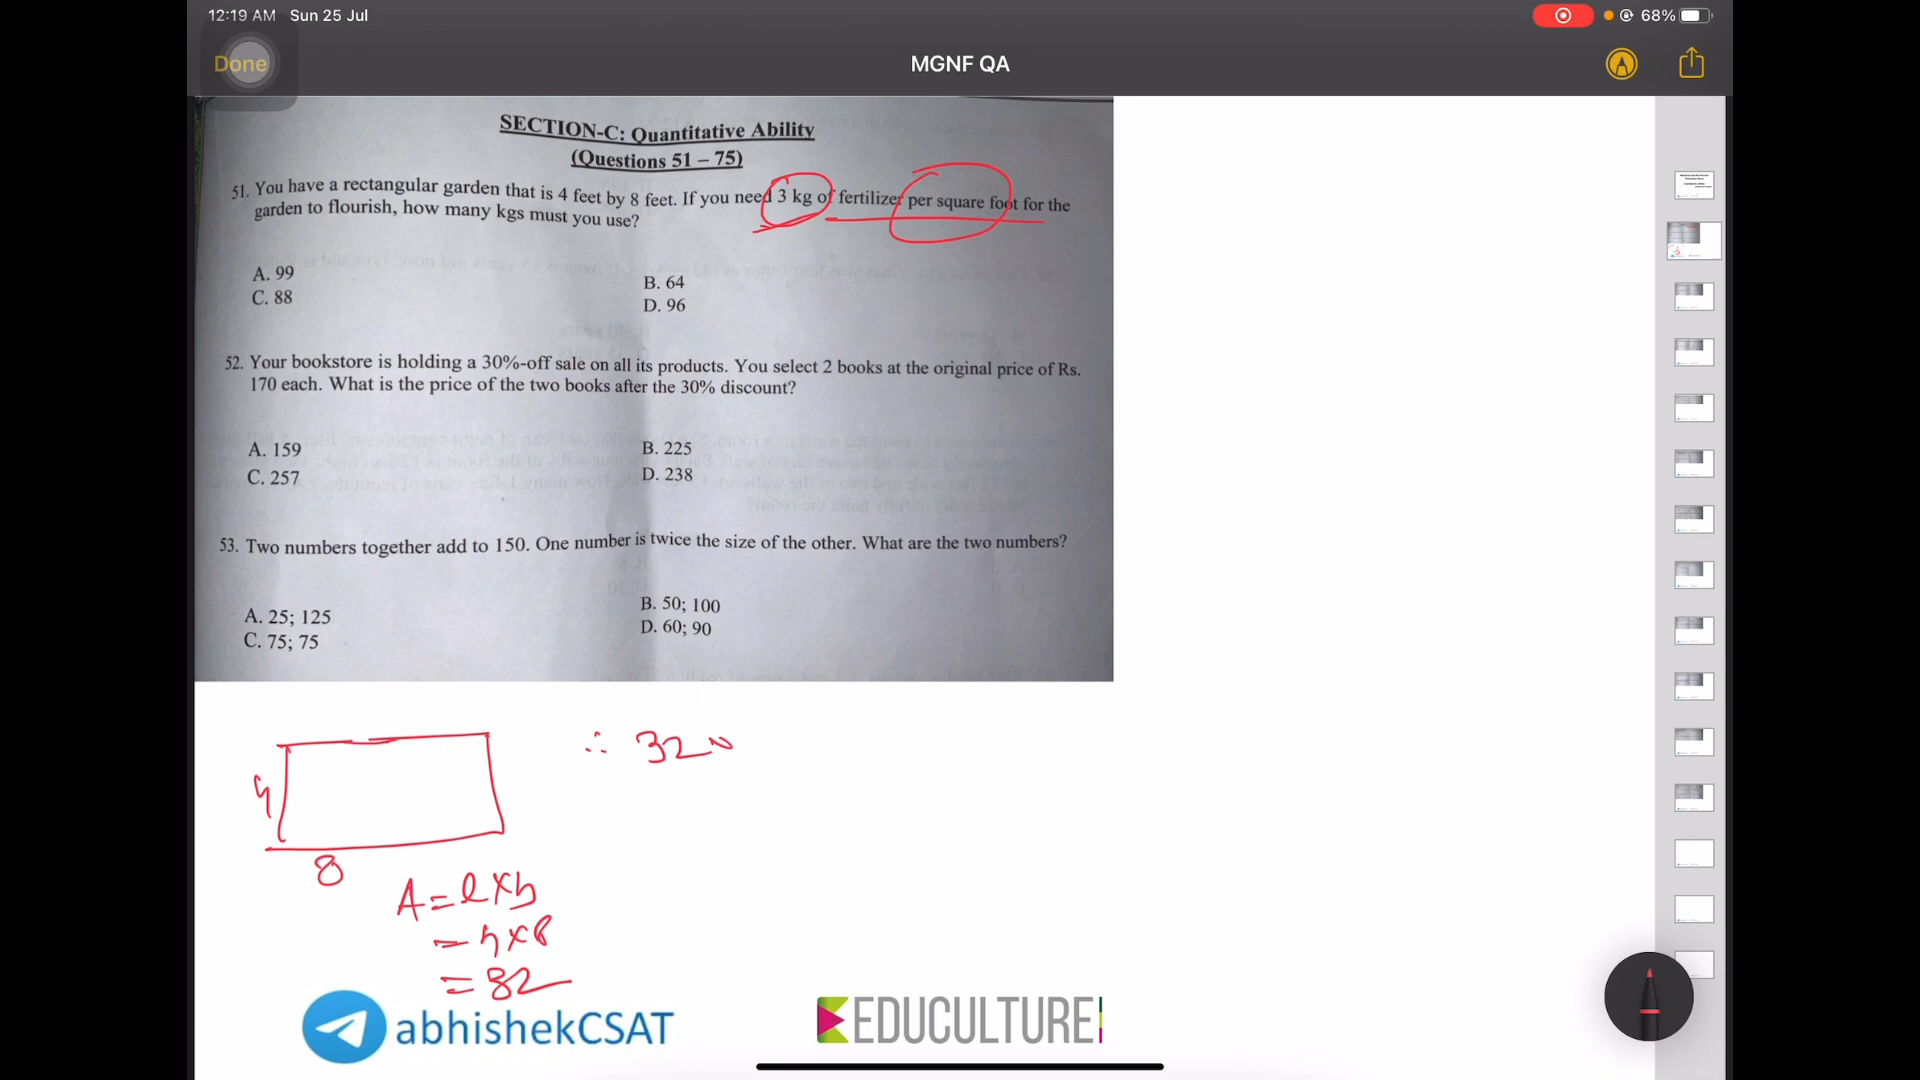 12:19 AM Sun 25 Jul
68%
Done
MGNF QA
SECTION-C: Quantitative Ability
(Questions 51 – 75)
51. You have a rectangular garden that is 4 feet by 8 feet. If you need 3 kg of fertilizer per square foot for the
garden to flourish, how many kgs must you use?
A. 99
B. 64
C. 88
D. 96
52. Your bookstore is holding a 30%-off sale on all its products. You select 2 books at the original price of Rs.
170 each. What is the price of the two books after the 30% discount?
A. 159
B. 225
C. 257
D. 238
53. Two numbers together add to 150. One number is twice the size of the other. What are the two numbers?
A. 25; 125
B. 50; 100
C. 75; 75
D. 60; 90
4
8
∴ 32 ×
A = l × b
= 4 × 8
= 32
abhishekCSAT
EDUCULTURE